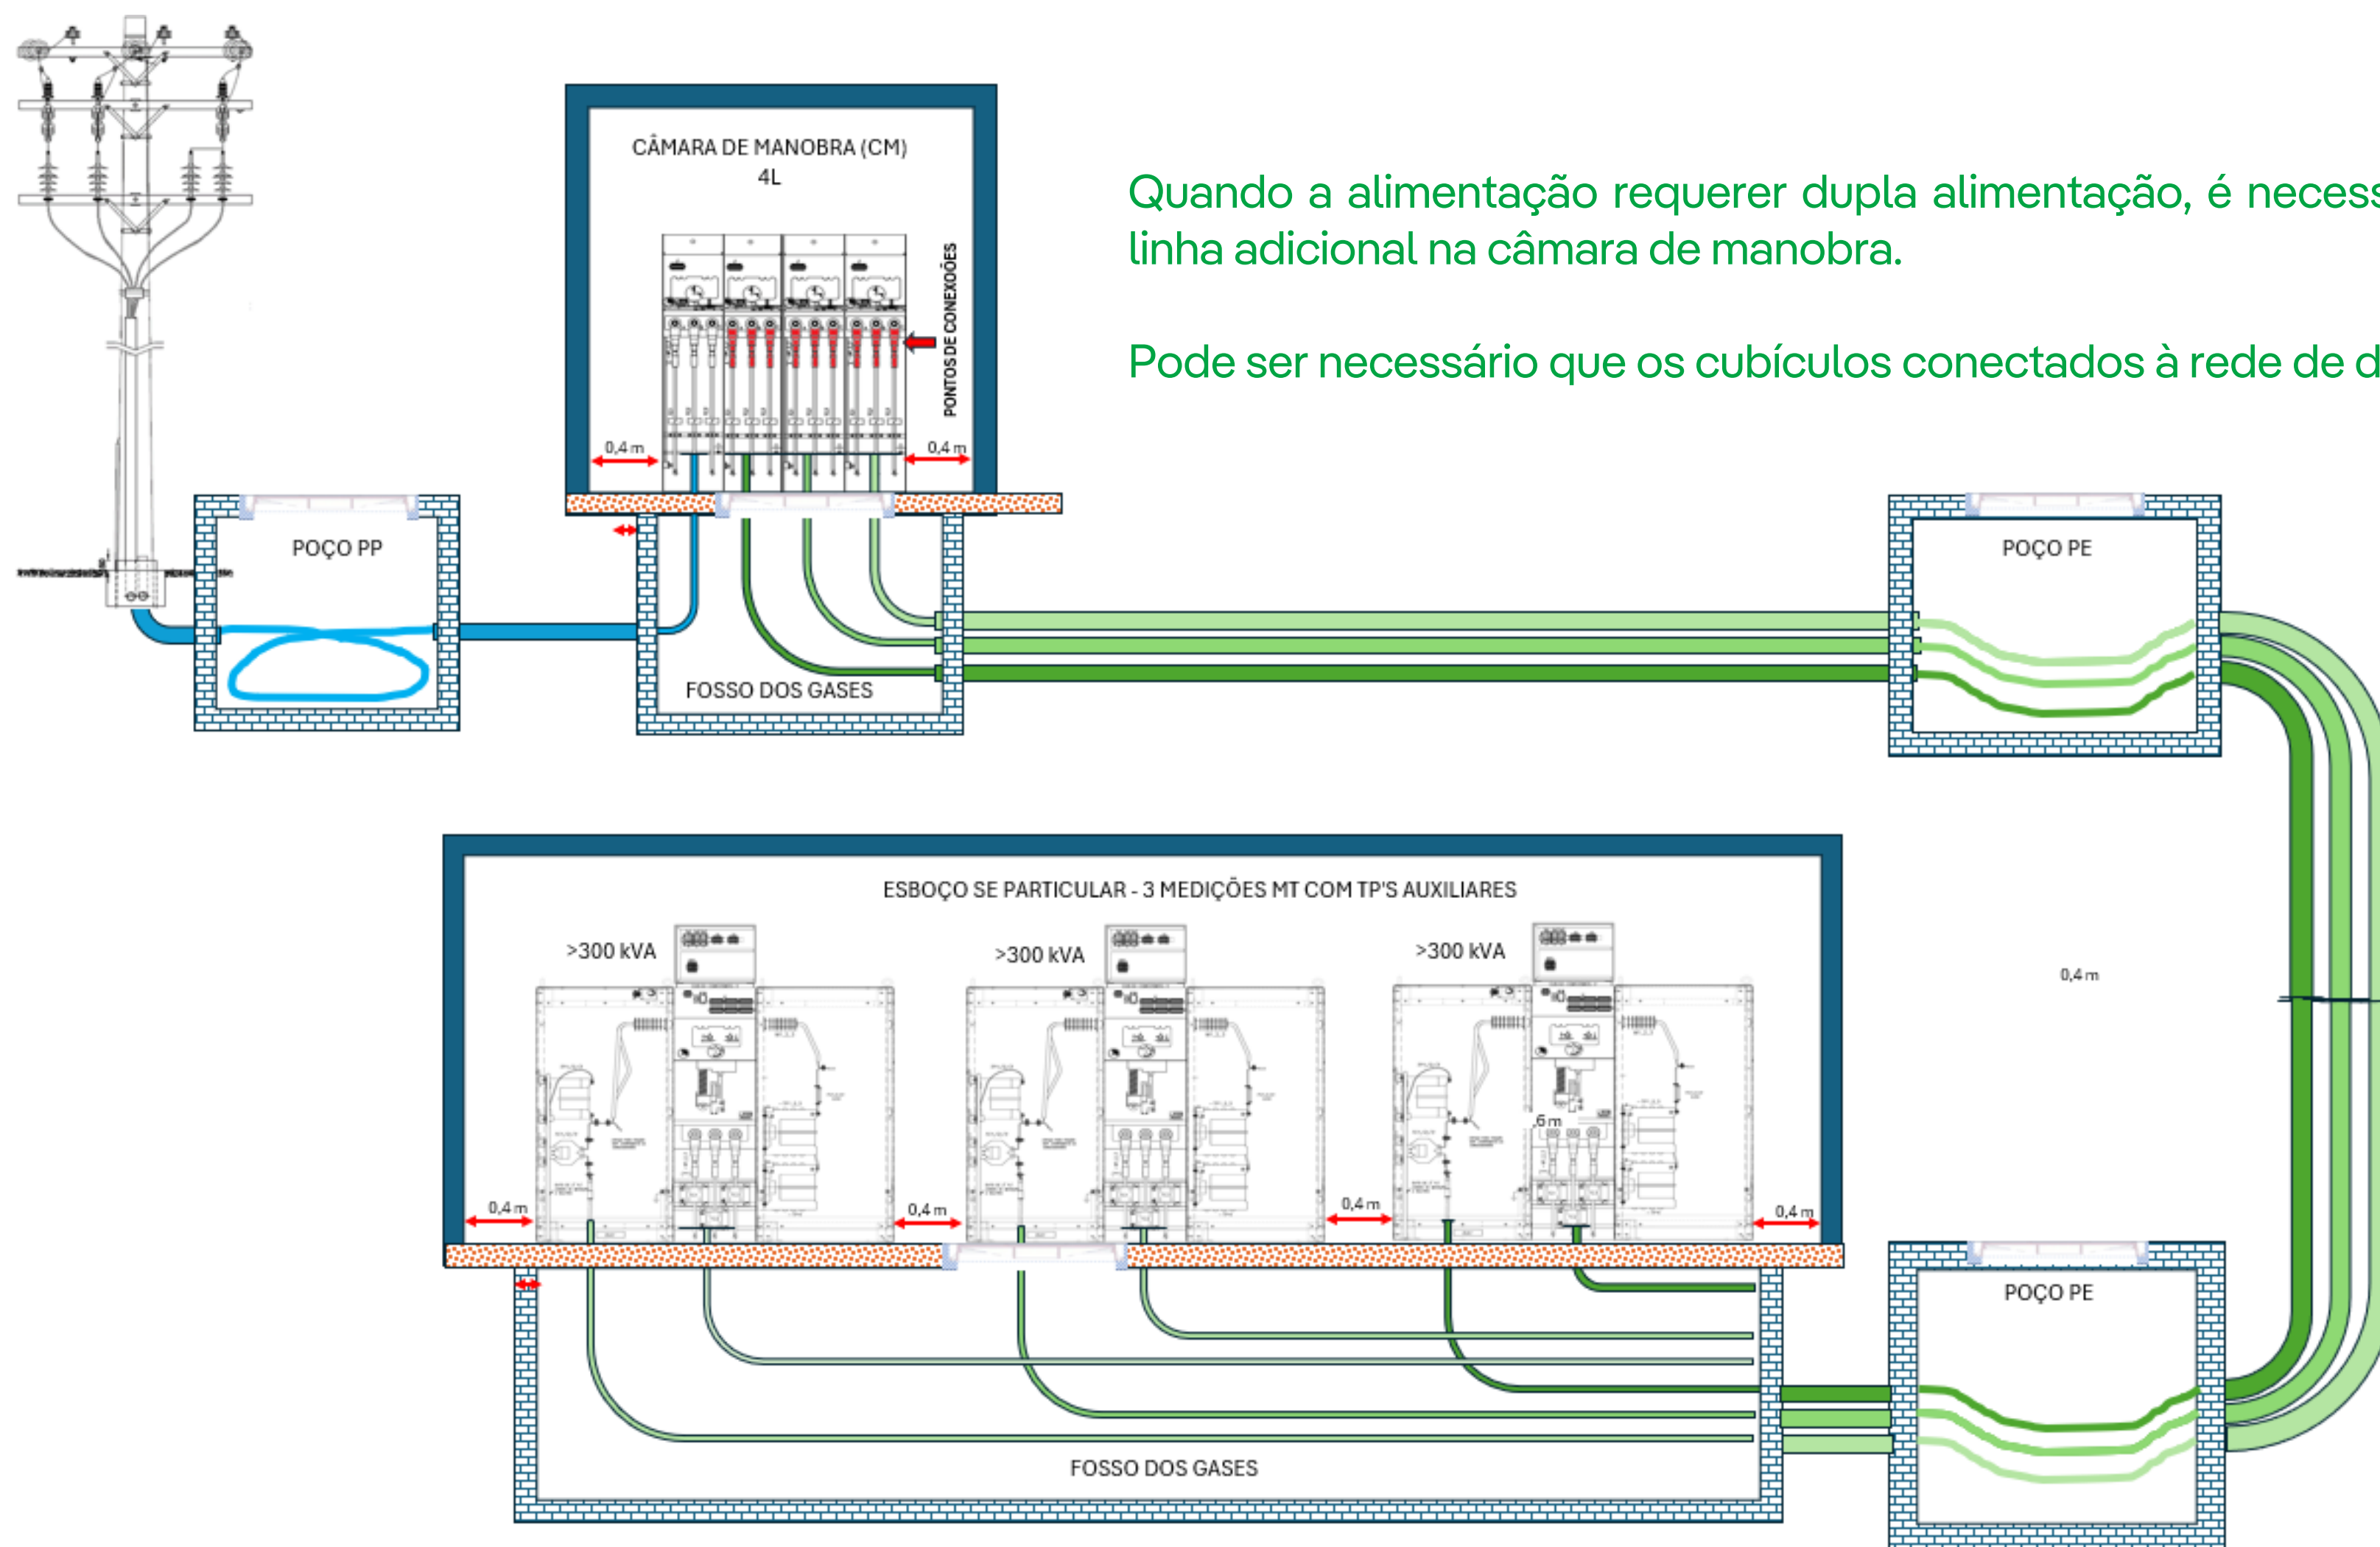 CÂMARA DE MANOBRA (CM)
4L
PONTOS DE CONEXOÕES
0,4 m
0,4 m
Quando a alimentação requerer dupla alimentação, é necess
linha adicional na câmara de manobra.
Pode ser necessário que os cubículos conectados à rede de d
POÇO PP
FOSSO DOS GASES
POÇO PE
ESBOÇO SE PARTICULAR - 3 MEDIÇÕES MT COM TP'S AUXILIARES
>300 kVA
>300 kVA
>300 kVA
0,4 m
,6 m
0,4 m
0,4 m
0,4 m
0,4 m
POÇO PE
FOSSO DOS GASES